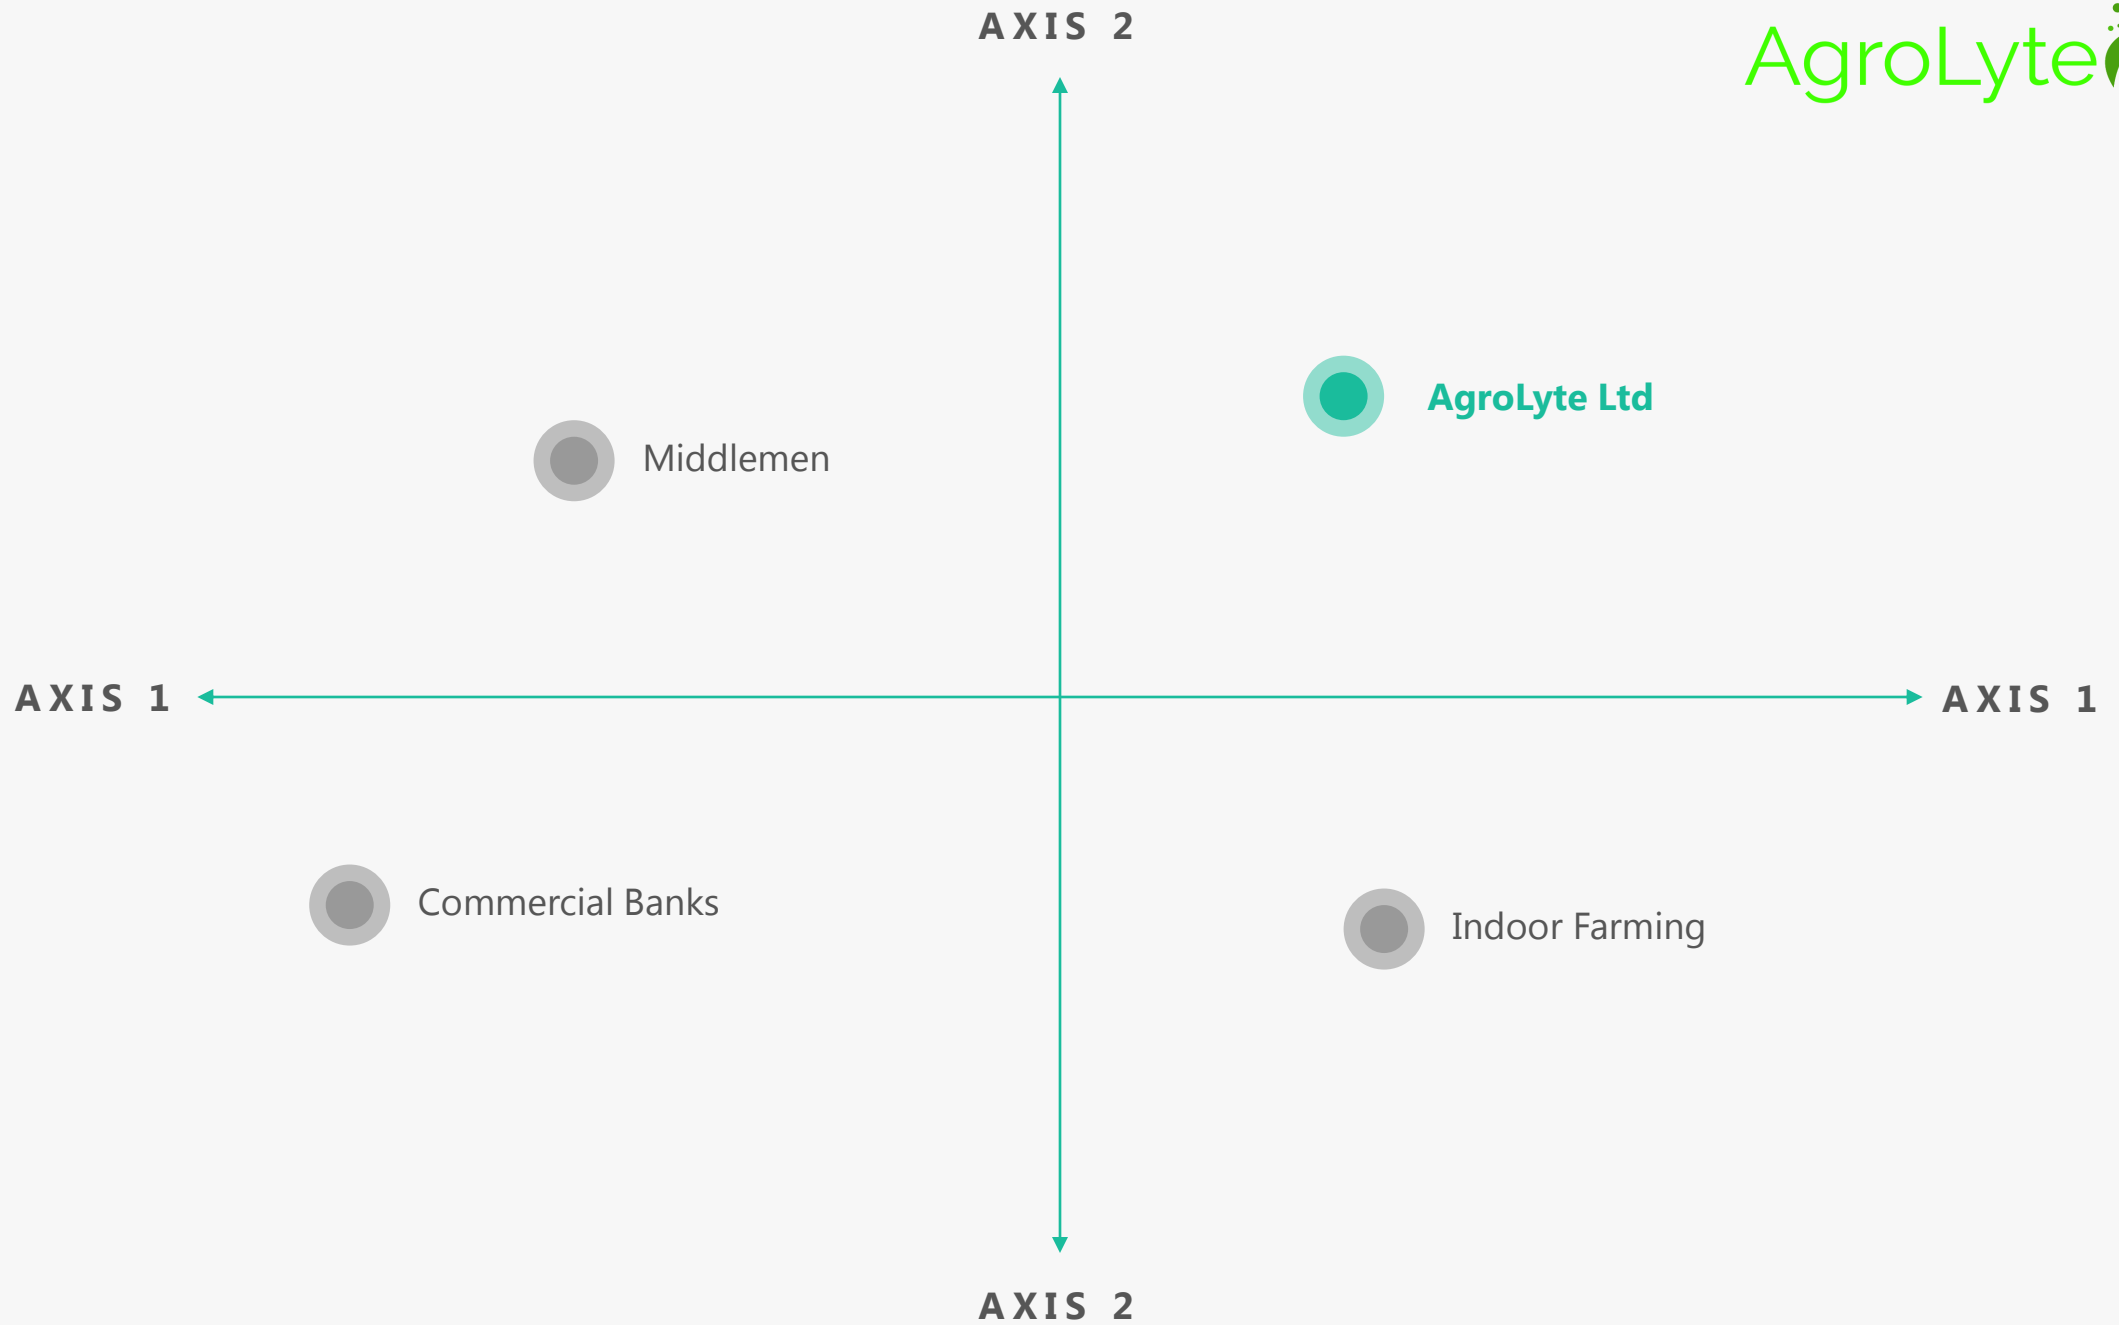 AXIS 2
AgroLyte
AgroLyte Ltd
Middlemen
AXIS 1
AXIS 1
Commercial Banks
Indoor Farming
AXIS 2